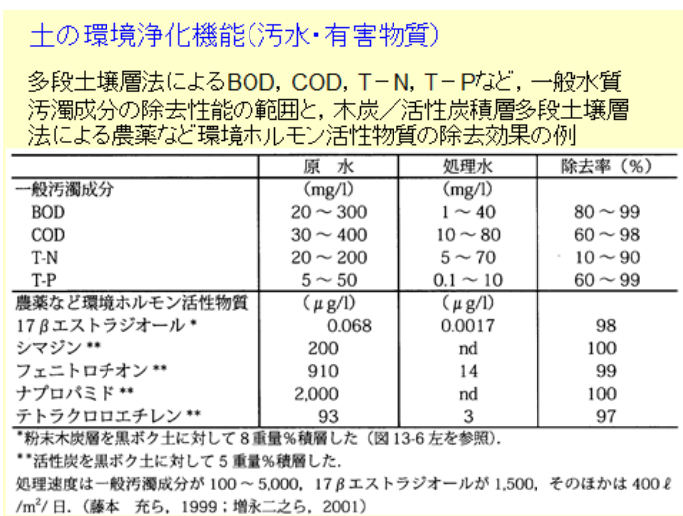 土の環境浄化機能(汚水・有害物質)
多段土壌層法によるBOD, COD, T-N, T-Pなど, 一般水質
汚濁成分の除去性能の範囲と, 木炭/活性炭積層多段土壌層
法による農薬など環境ホルモン活性物質の除去効果の例
原 水 処理水 除去率 (%)
一般汚濁成分 (mg/l) (mg/l)
BOD 20~300 1~40 80~99
COD 30~400 10~80 60~98
T-N 20~200 5~70 10~90
T-P 5~50 0.1~10 60~99
農薬など環境ホルモン活性物質 (μg/l) (μg/l)
17βエストラジオール* 0.068 0.0017 98
シマジン** 200 nd 100
フェニトロチオン** 910 14 99
ナプロパミド** 2,000 nd 100
テトラクロロエチレン** 93 3 97
*粉末木炭層を黒ボク土に対して8重量%積層した (図13-6左を参照).
**活性炭を黒ボク土に対して5重量%積層した.
処理速度は一般汚濁成分が100~5,000, 17βエストラジオールが1,500, そのほかは400ℓ
/m²/日. (藤本 充ら, 1999;増永二之ら, 2001)